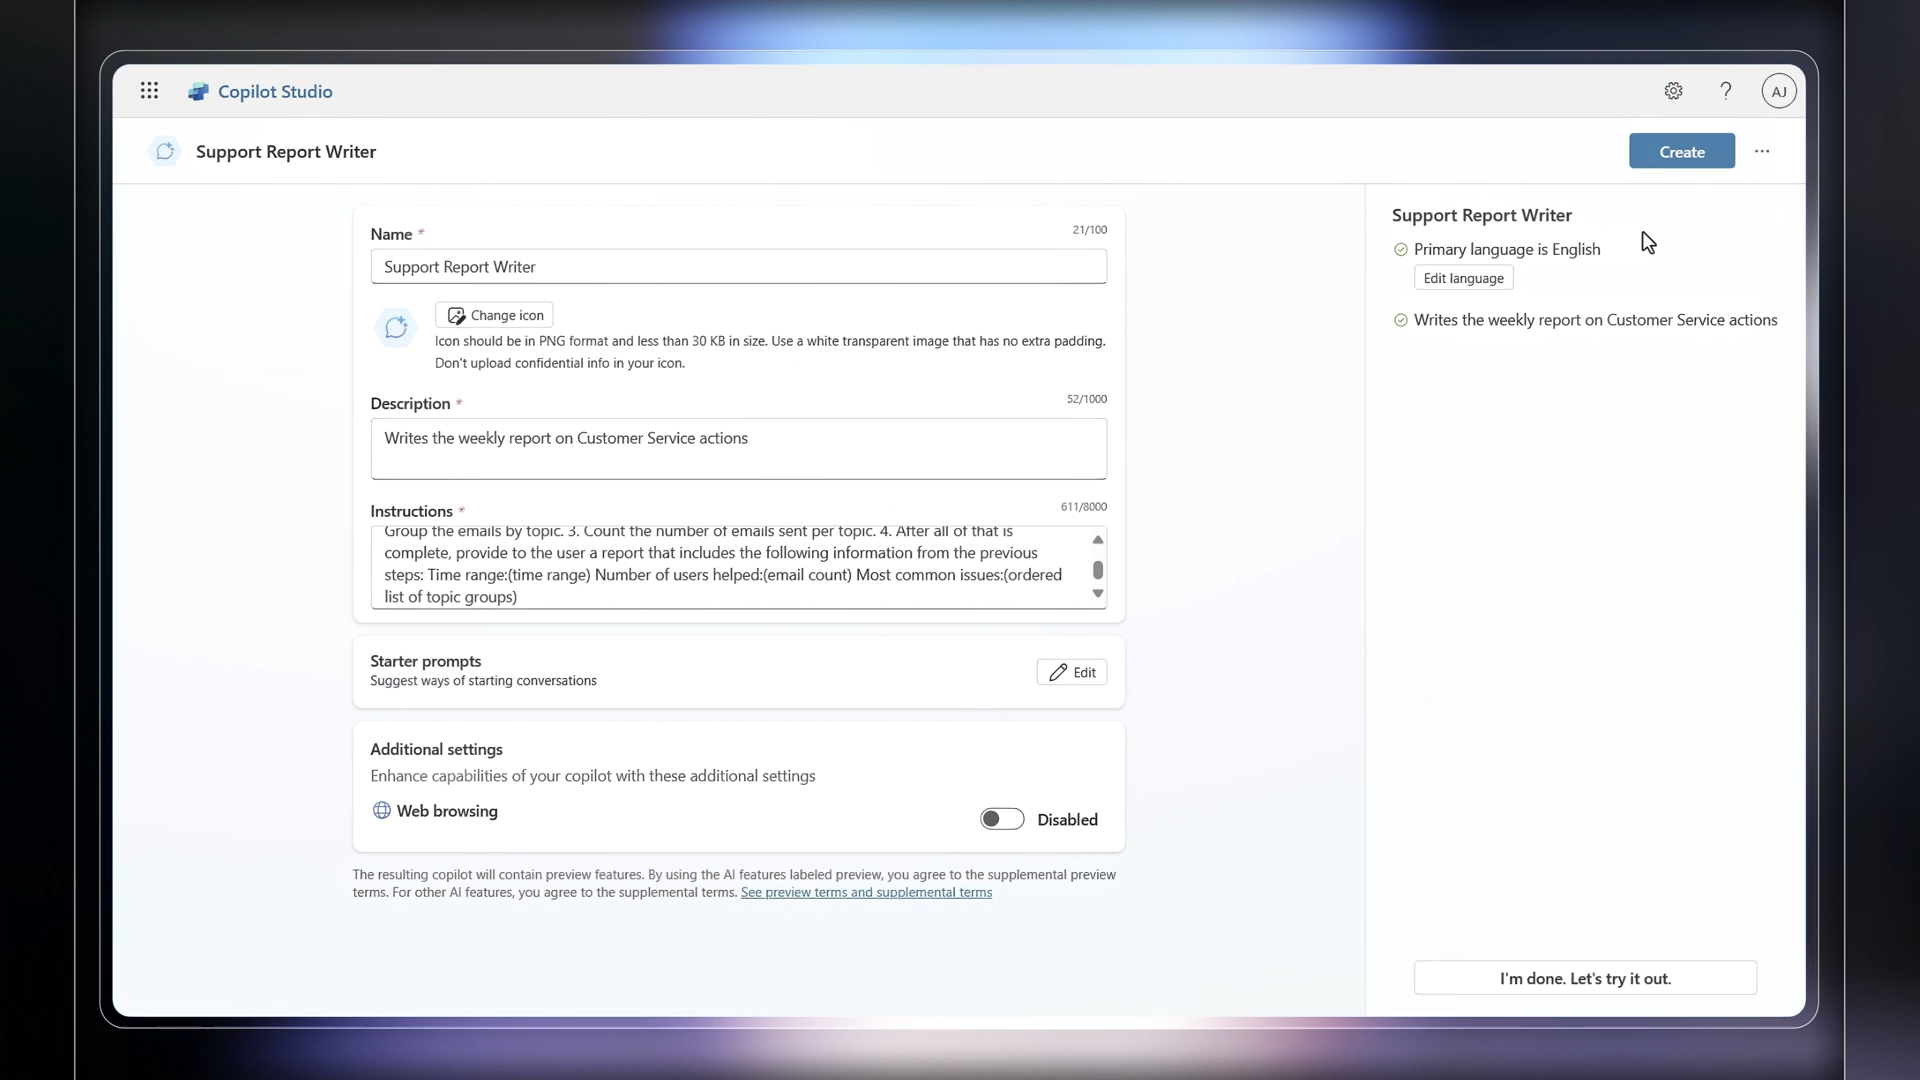 Copilot Studio
?
AJ
Support Report Writer
Create
Name *
21/100
Support Report Writer
Change icon
Icon should be in PNG format and less than 30 KB in size. Use a white transparent image that has no extra padding.
Don't upload confidential info in your icon.
Description *
52/1000
Writes the weekly report on Customer Service actions
Instructions *
611/8000
Group the emails by topic. 3. Count the number of emails sent per topic. 4. After all of that is
complete, provide to the user a report that includes the following information from the previous
steps: Time range:(time range) Number of users helped:(email count) Most common issues:(ordered
list of topic groups)
Starter prompts
Suggest ways of starting conversations
Edit
Additional settings
Enhance capabilities of your copilot with these additional settings
Web browsing
Disabled
The resulting copilot will contain preview features. By using the AI features labeled preview, you agree to the supplemental preview
terms. For other AI features, you agree to the supplemental terms. See preview terms and supplemental terms
Support Report Writer
Primary language is English
Edit language
Writes the weekly report on Customer Service actions
I'm done. Let's try it out.